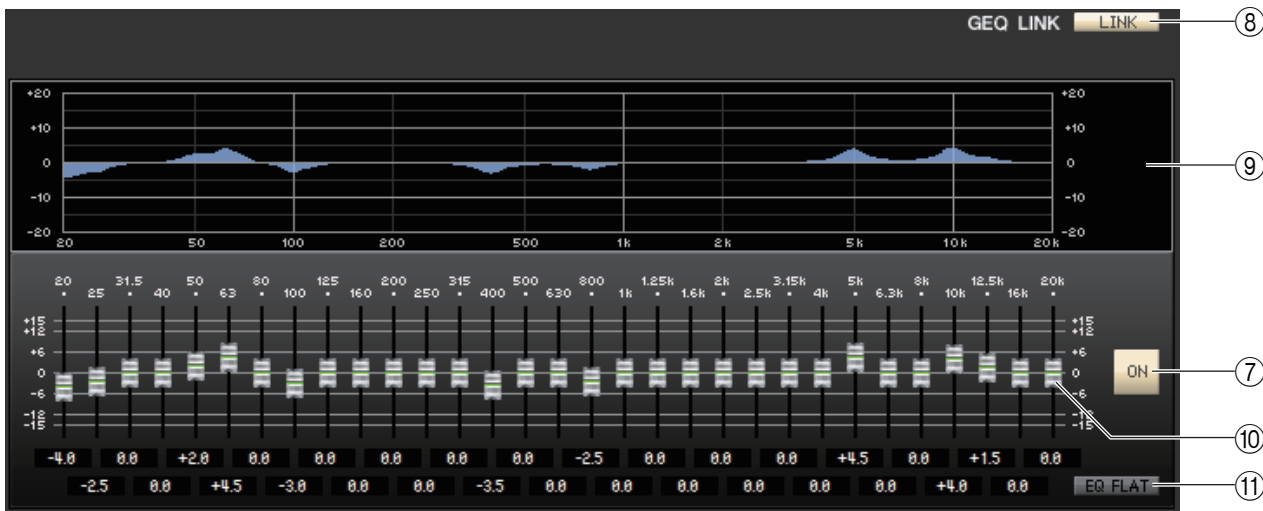 GEQ LINK LINK ⑧
+20 +20
+10 +10
0 0 ⑨
-10 -10
-20 -20
20 50 100 200 500 1k 2k 5k 10k 20k
20 31.5 50 80 125 200 315 500 800 1.25k 2k 3.15k 5k 8k 12.5k 20k
25 40 63 100 160 250 400 630 1k 1.6k 2.5k 4k 6.3k 10k 16k
+15 +15
+12 +12
+6 +6
0 0 ON ⑦
-6 -6
-12 -12
-15 -15
⑩
-4.0 0.0 +2.0 0.0 0.0 0.0 0.0 0.0 -2.5 0.0 0.0 0.0 +4.5 0.0 +1.5 0.0
-2.5 0.0 +4.5 -3.0 0.0 0.0 -3.5 0.0 0.0 0.0 0.0 0.0 0.0 +4.0 0.0 EQ FLAT ⑪